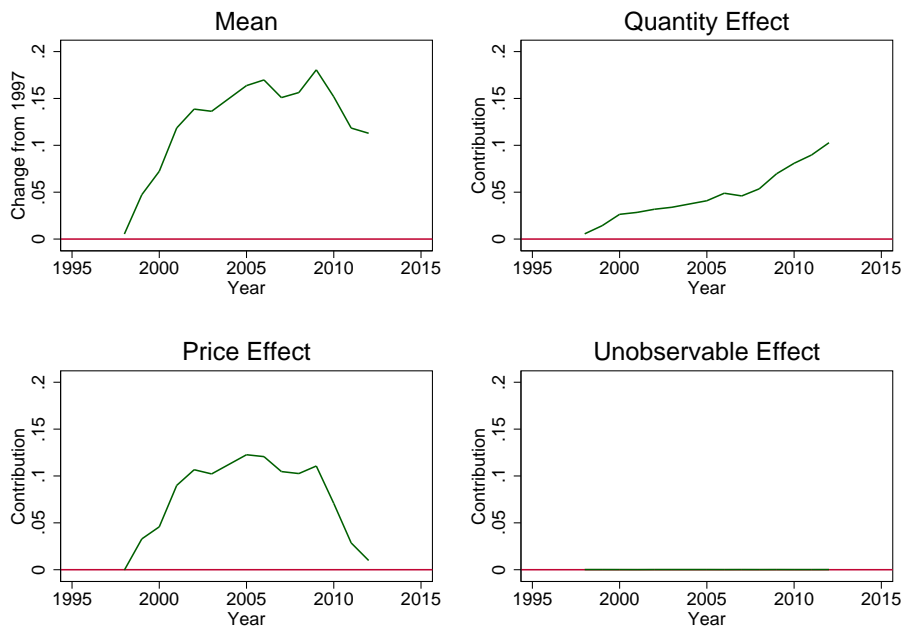 Mean
Change from 1997
0 .05 .1 .15 .2
1995 2000 2005 2010 2015
Year
Quantity Effect
Contribution
0 .05 .1 .15 .2
1995 2000 2005 2010 2015
Year
Price Effect
Contribution
0 .05 .1 .15 .2
1995 2000 2005 2010 2015
Year
Unobservable Effect
Contribution
0 .05 .1 .15 .2
1995 2000 2005 2010 2015
Year